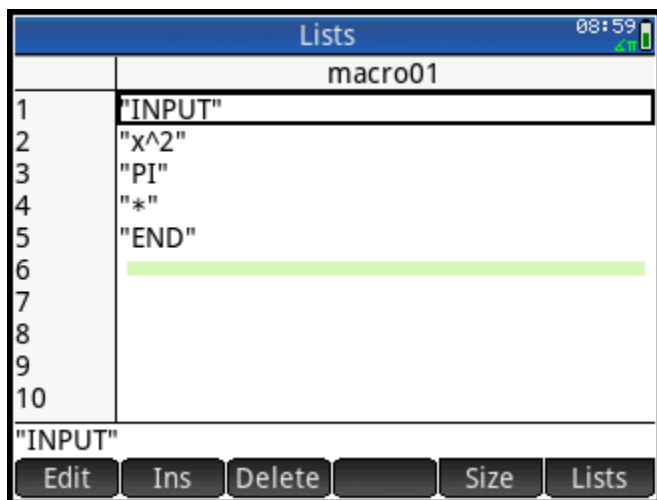 Lists 08:59
∡π
macro01
1 "INPUT"
2 "x^2"
3 "PI"
4 "*"
5 "END"
6
7
8
9
10
"INPUT"
Edit Ins Delete Size Lists